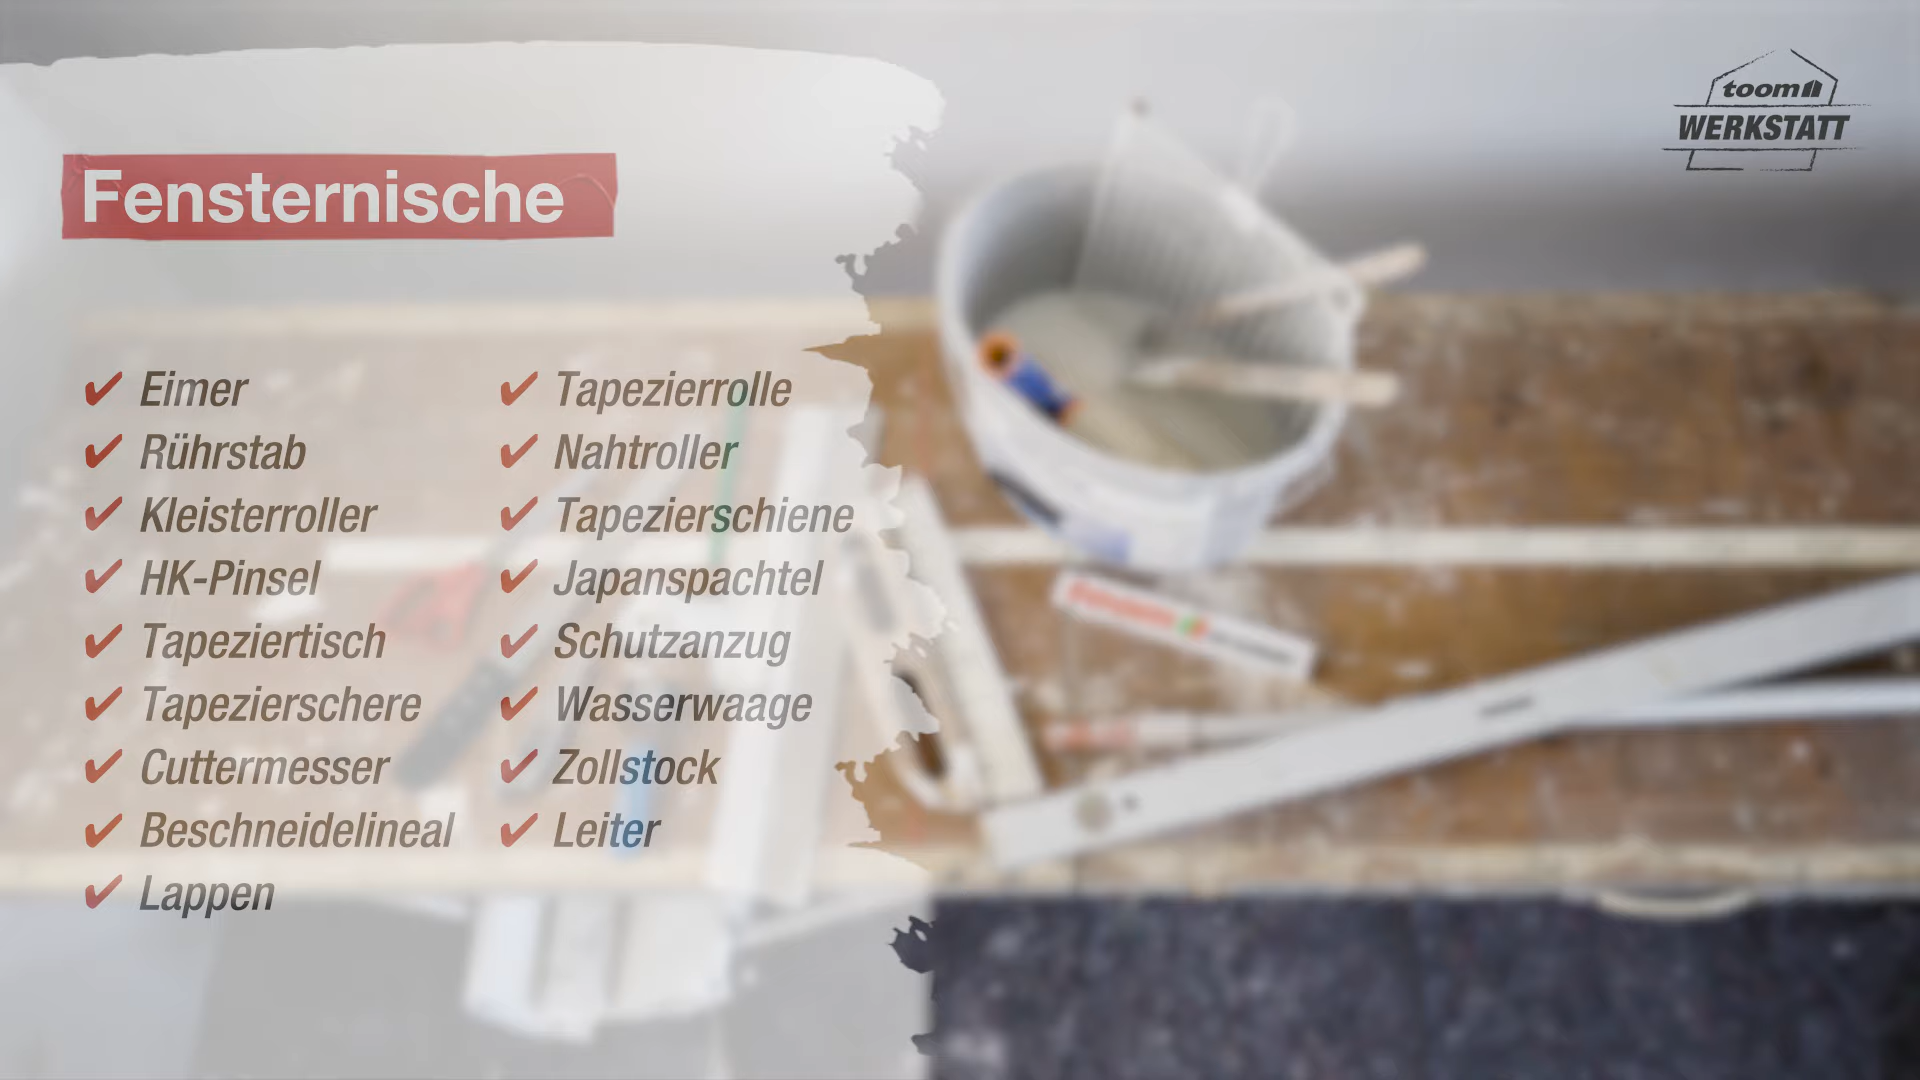 toom
WERKSTATT
Fensternische
Eimer
Rührstab
Kleisterroller
HK-Pinsel
Tapeziertisch
Tapezierschere
Cuttermesser
Beschneidelineal
Lappen
Tapezierrolle
Nahtroller
Tapezierschiene
Japanspachtel
Schutzanzug
Wasserwaage
Zollstock
Leiter